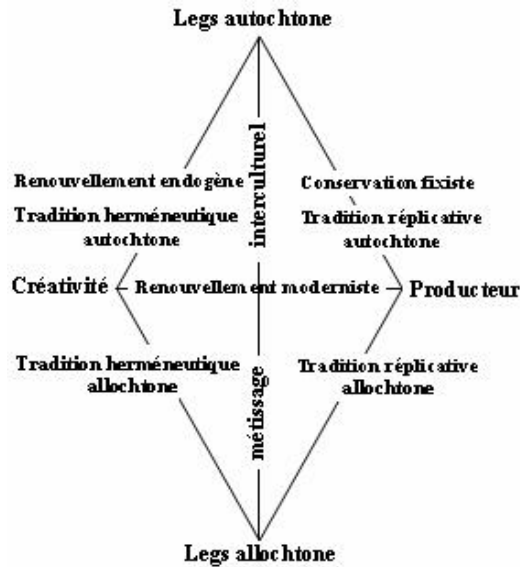 Legs autochtone
interculturel
Renouvellement endogène
Conservation fixiste
Tradition herméneutique
autochtone
Tradition réplicative
autochtone
Créativité
Renouvellement moderniste
Producteur
Tradition herméneutique
allochtone
Tradition réplicative
allochtone
métissage
Legs allochtone